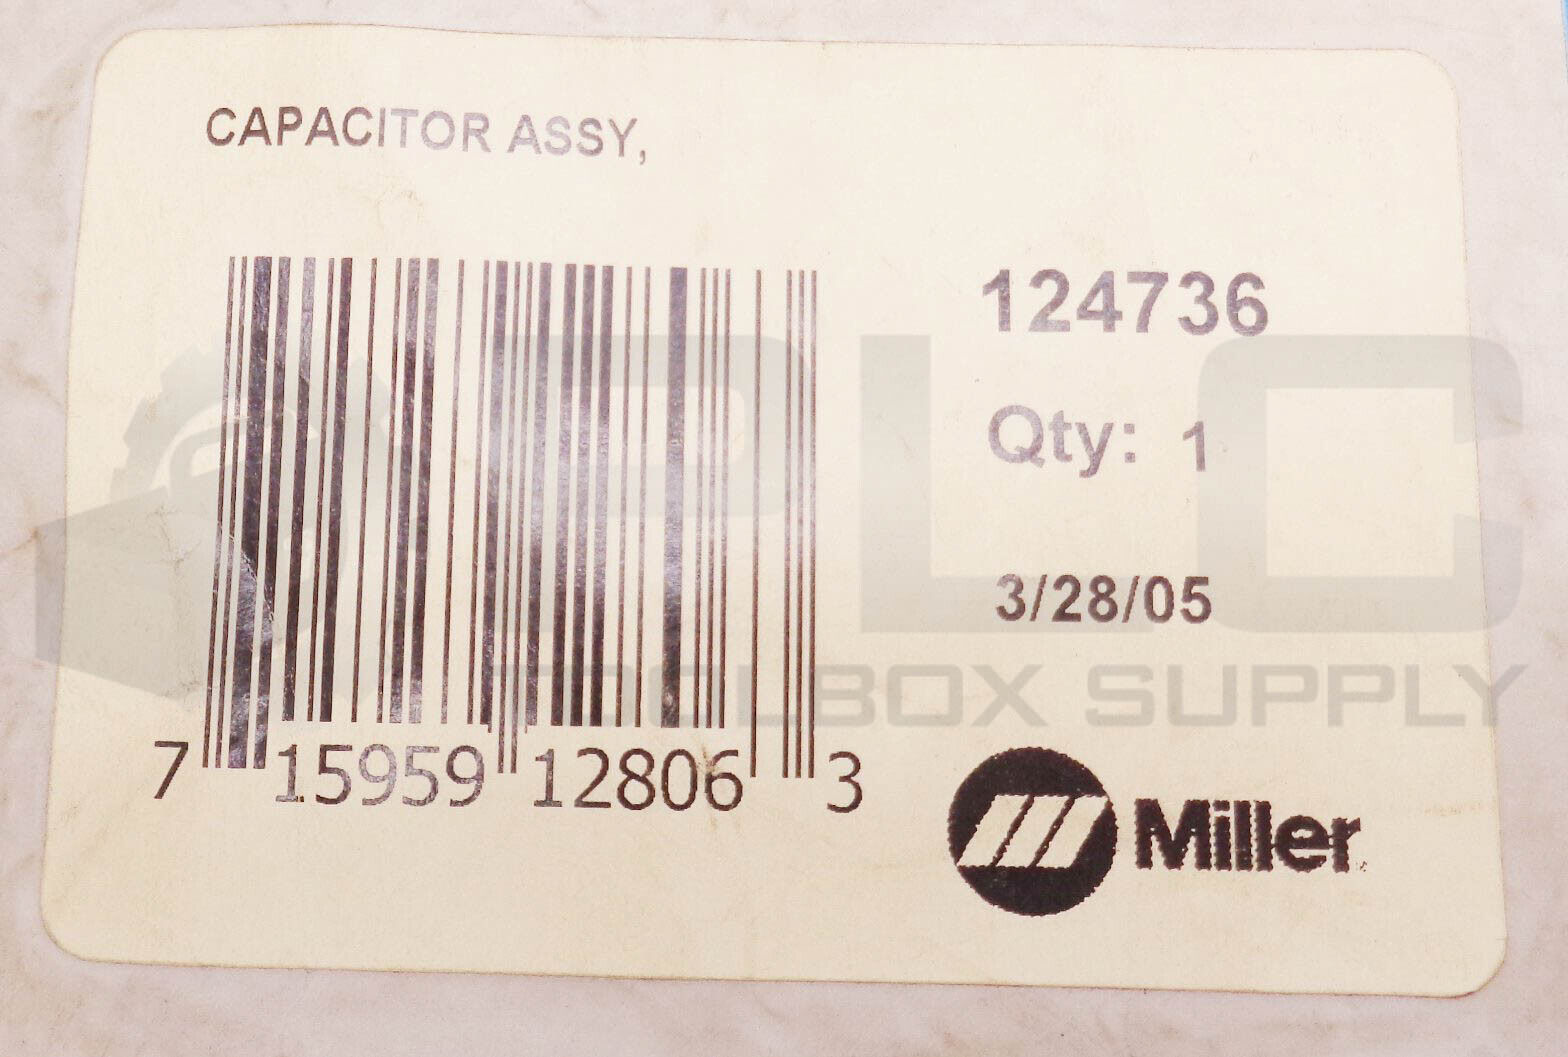 CAPACITOR ASSY,
124736
Qty: 1
3/28/05
7 15959 12806 3
Miller
PLC
TOOLBOX SUPPLY